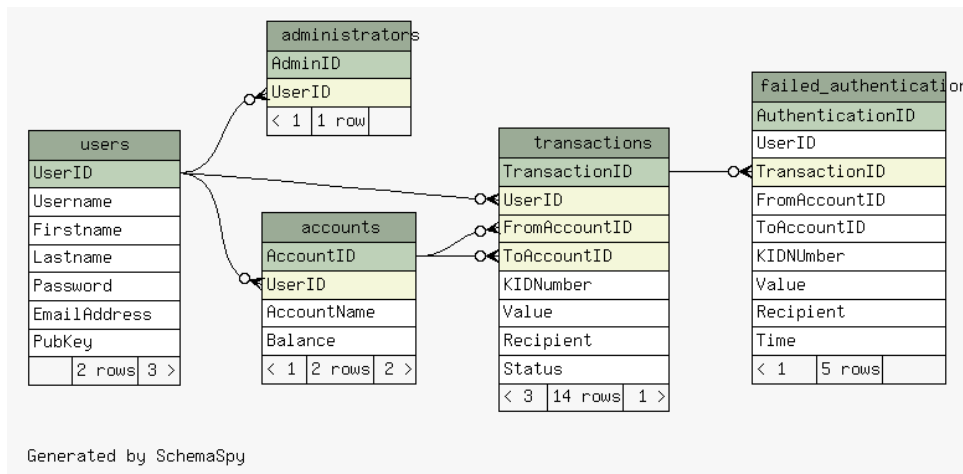 administrators
AdminID
UserID
< 1 1 row
users
UserID
Username
Firstname
Lastname
Password
EmailAddress
PubKey
2 rows 3 >
accounts
AccountID
UserID
AccountName
Balance
< 1 2 rows 2 >
transactions
TransactionID
UserID
FromAccountID
ToAccountID
KIDNumber
Value
Recipient
Status
< 3 14 rows 1 >
failed_authentication
AuthenticationID
UserID
TransactionID
FromAccountID
ToAccountID
KIDNUmber
Value
Recipient
Time
< 1 5 rows
Generated by SchemaSpy